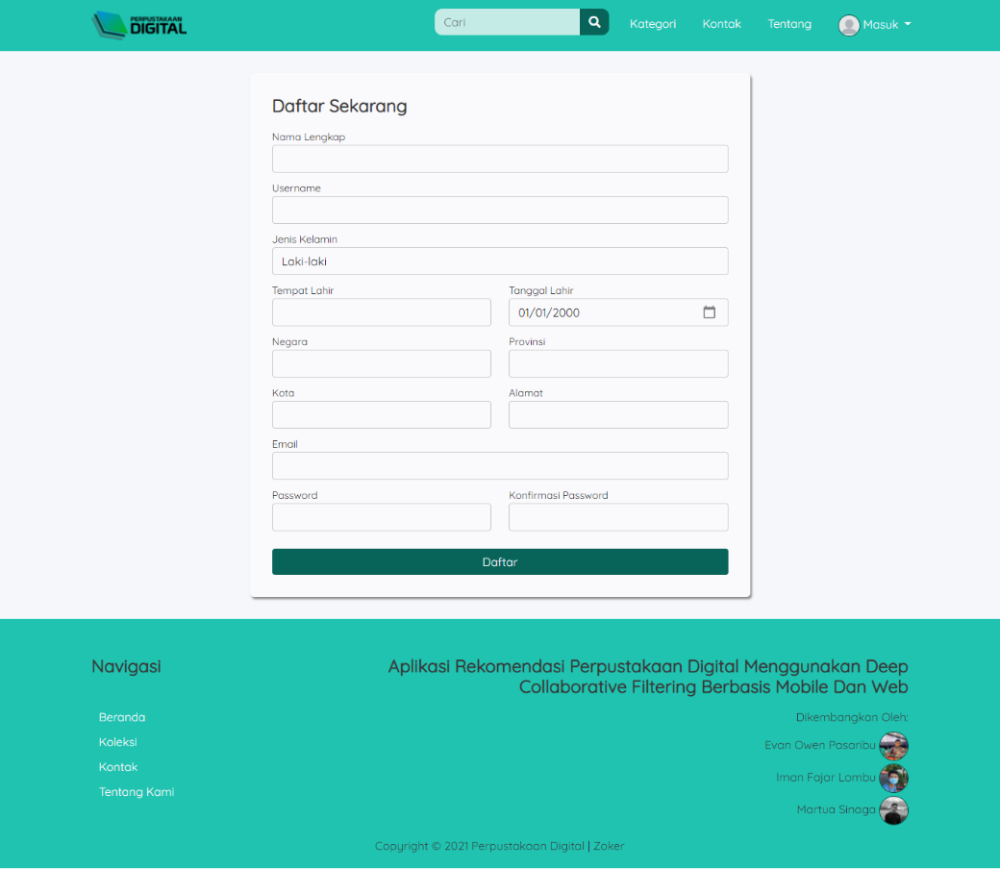 PERPUSTAKAAN
DIGITAL
Cari
Kategori
Kontak
Tentang
Masuk
Daftar Sekarang
Nama Lengkap
Username
Jenis Kelamin
Laki-laki
Tempat Lahir
Tanggal Lahir
01/01/2000
Negara
Provinsi
Kota
Alamat
Email
Password
Konfirmasi Password
Daftar
Navigasi
Beranda
Koleksi
Kontak
Tentang Kami
Aplikasi Rekomendasi Perpustakaan Digital Menggunakan Deep
Collaborative Filtering Berbasis Mobile Dan Web
Dikembangkan Oleh:
Evan Owen Pasaribu
Iman Fajar Lombu
Martua Sinaga
Copyright © 2021 Perpustakaan Digital | Zoker